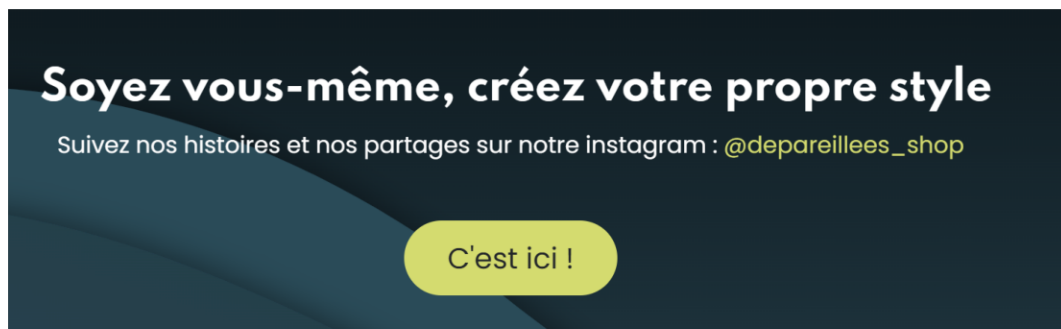 Soyez vous-même, créez votre propre style
Suivez nos histoires et nos partages sur notre instagram : @depareillees_shop
C'est ici !